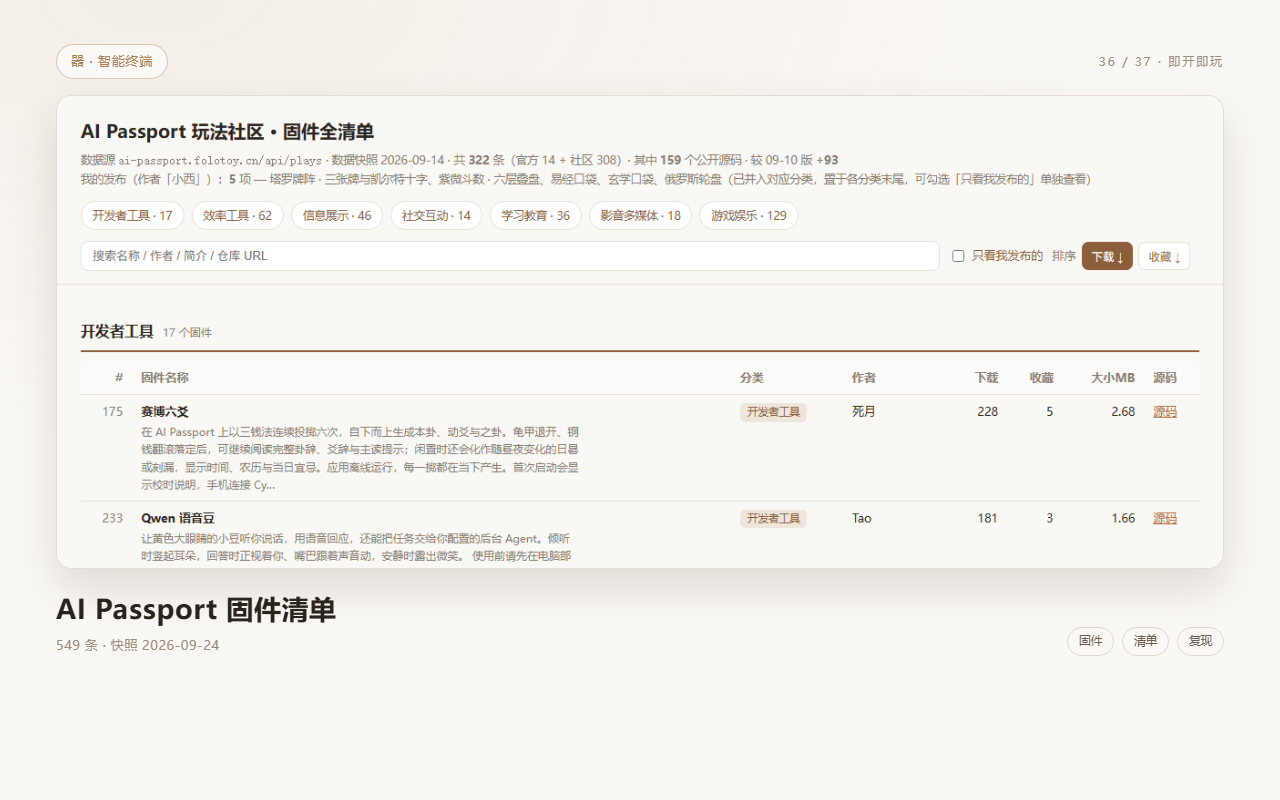 器 · 智能终端
36 / 37 · 即开即玩
AI Passport 玩法社区 • 固件全清单
数据源 ai-passport.folotoy.cn/api/plays · 数据快照 2026-09-14 · 共 322 条（官方 14 + 社区 308）· 其中 159 个公开源码 · 较 09-10 版 +93
我的发布（作者「小西」）：5 项 — 塔罗牌阵 · 三张牌与凯尔特十字、紫微斗数 · 六层叠盘、易经口袋、玄学口袋、俄罗斯轮盘（已并入对应分类，置于各分类末尾，可勾选「只看我发布的」单独查看）
开发者工具 · 17
效率工具 · 62
信息展示 · 46
社交互动 · 14
学习教育 · 36
影音多媒体 · 18
游戏娱乐 · 129
搜索名称 / 作者 / 简介 / 仓库 URL
只看我发布的
排序
下载 ↓
收藏 ↓
开发者工具 17 个固件
# 固件名称 分类 作者 下载 收藏 大小MB 源码
175 赛博六爻 开发者工具 死月 228 5 2.68 源码
在 AI Passport 上以三钱法连续投掷六次，自下而上生成本卦、动爻与之卦。龟甲退开、铜
钱翻滚落定后，可继续阅读完整卦辞、爻辞与主读提示；闲置时还会化作随昼夜变化的日晷
或刻漏，显示时间、农历与当日宜忌。应用离线运行，每一掷都在当下产生。首次启动会显
示校时说明，手机连接 Cy...
233 Qwen 语音豆 开发者工具 Tao 181 3 1.66 源码
让黄色大眼睛的小豆听你说话，用语音回应，还能把任务交给你配置的后台 Agent。倾听
时竖起耳朵，回答时正视着你、嘴巴跟着声音动，安静时露出微笑。 使用前请先在电脑部
AI Passport 固件清单
549 条 · 快照 2026-09-24
固件
清单
复现